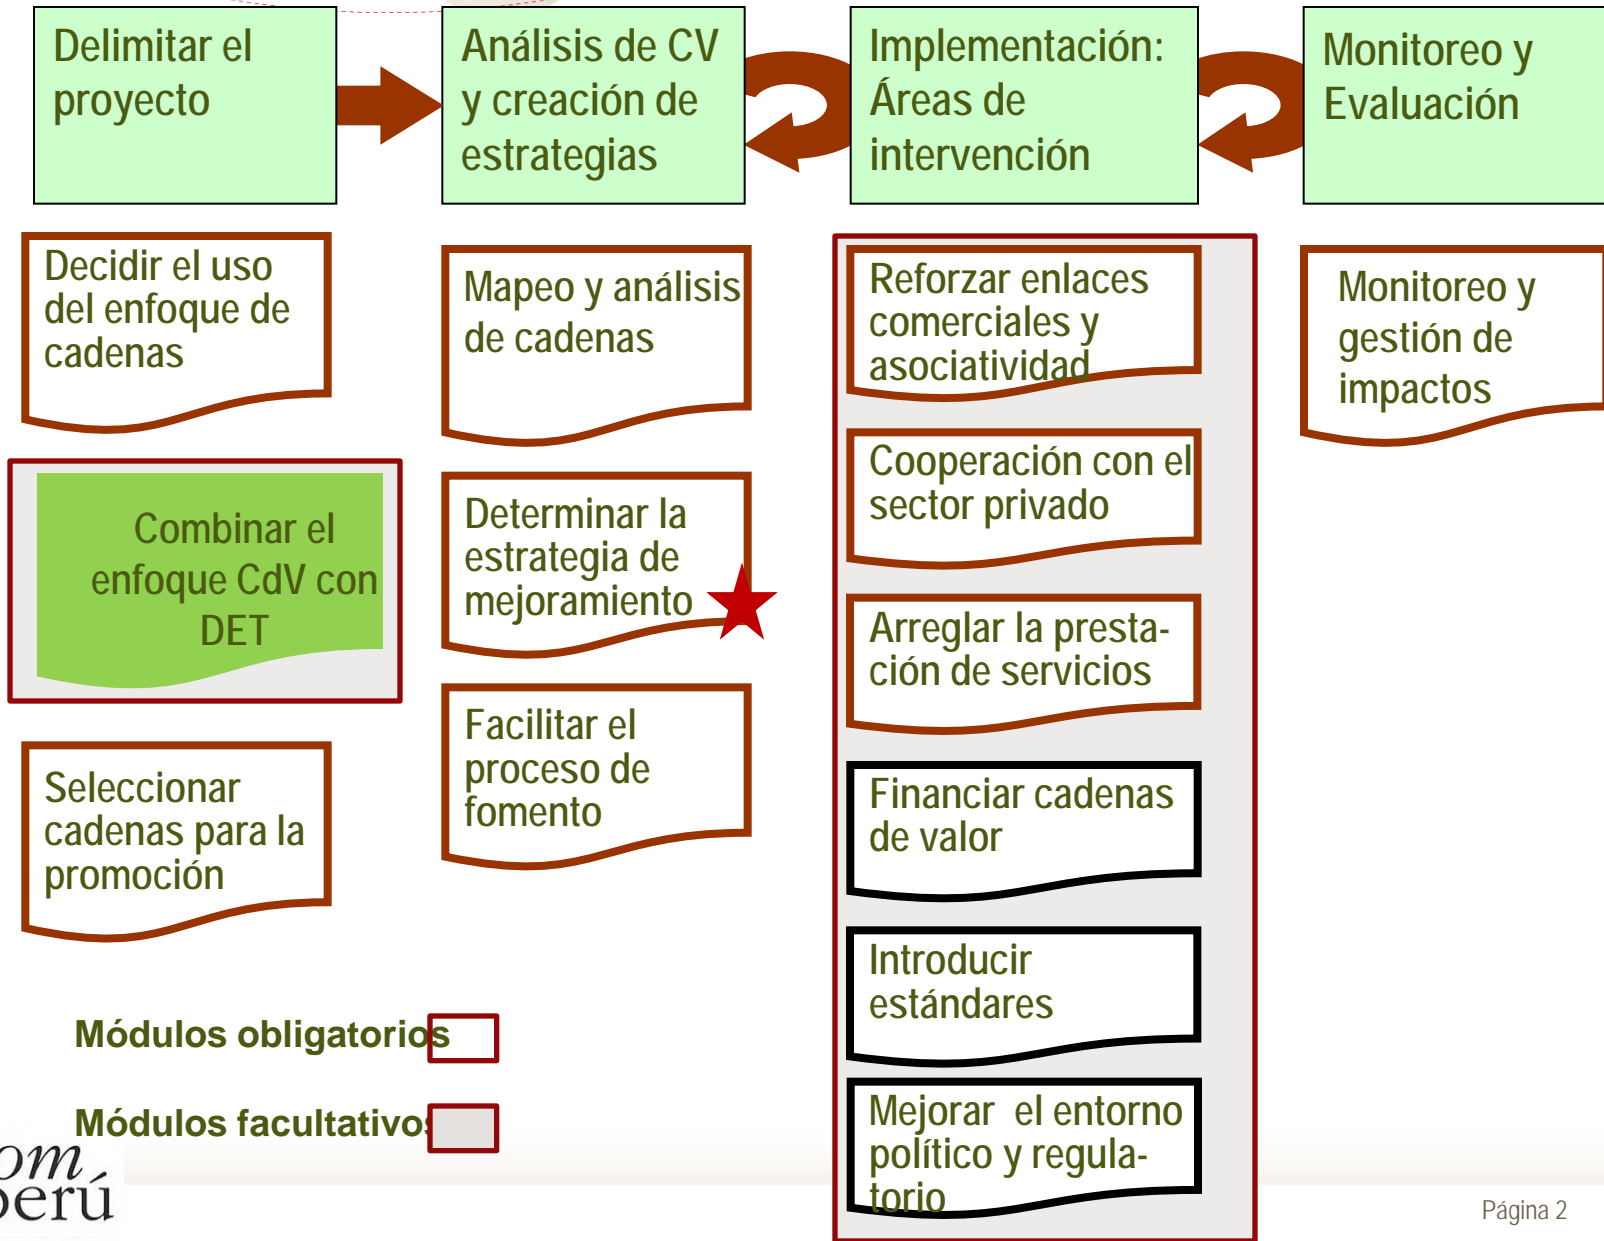 Delimitar el
proyecto
Análisis de CV
y creación de
estrategias
Implementación:
Áreas de
intervención
Monitoreo y
Evaluación
Decidir el uso
del enfoque de
cadenas
Combinar el
enfoque CdV con
DET
Seleccionar
cadenas para la
promoción
Mapeo y análisis
de cadenas
Determinar la
estrategia de
mejoramiento
Facilitar el
proceso de
fomento
Reforzar enlaces
comerciales y
asociatividad
Cooperación con el
sector privado
Arreglar la presta-
ción de servicios
Financiar cadenas
de valor
Introducir
estándares
Mejorar el entorno
político y regula-
torio
Monitoreo y
gestión de
impactos
Módulos obligatorios
Módulos facultativos
om
perú
Página 2